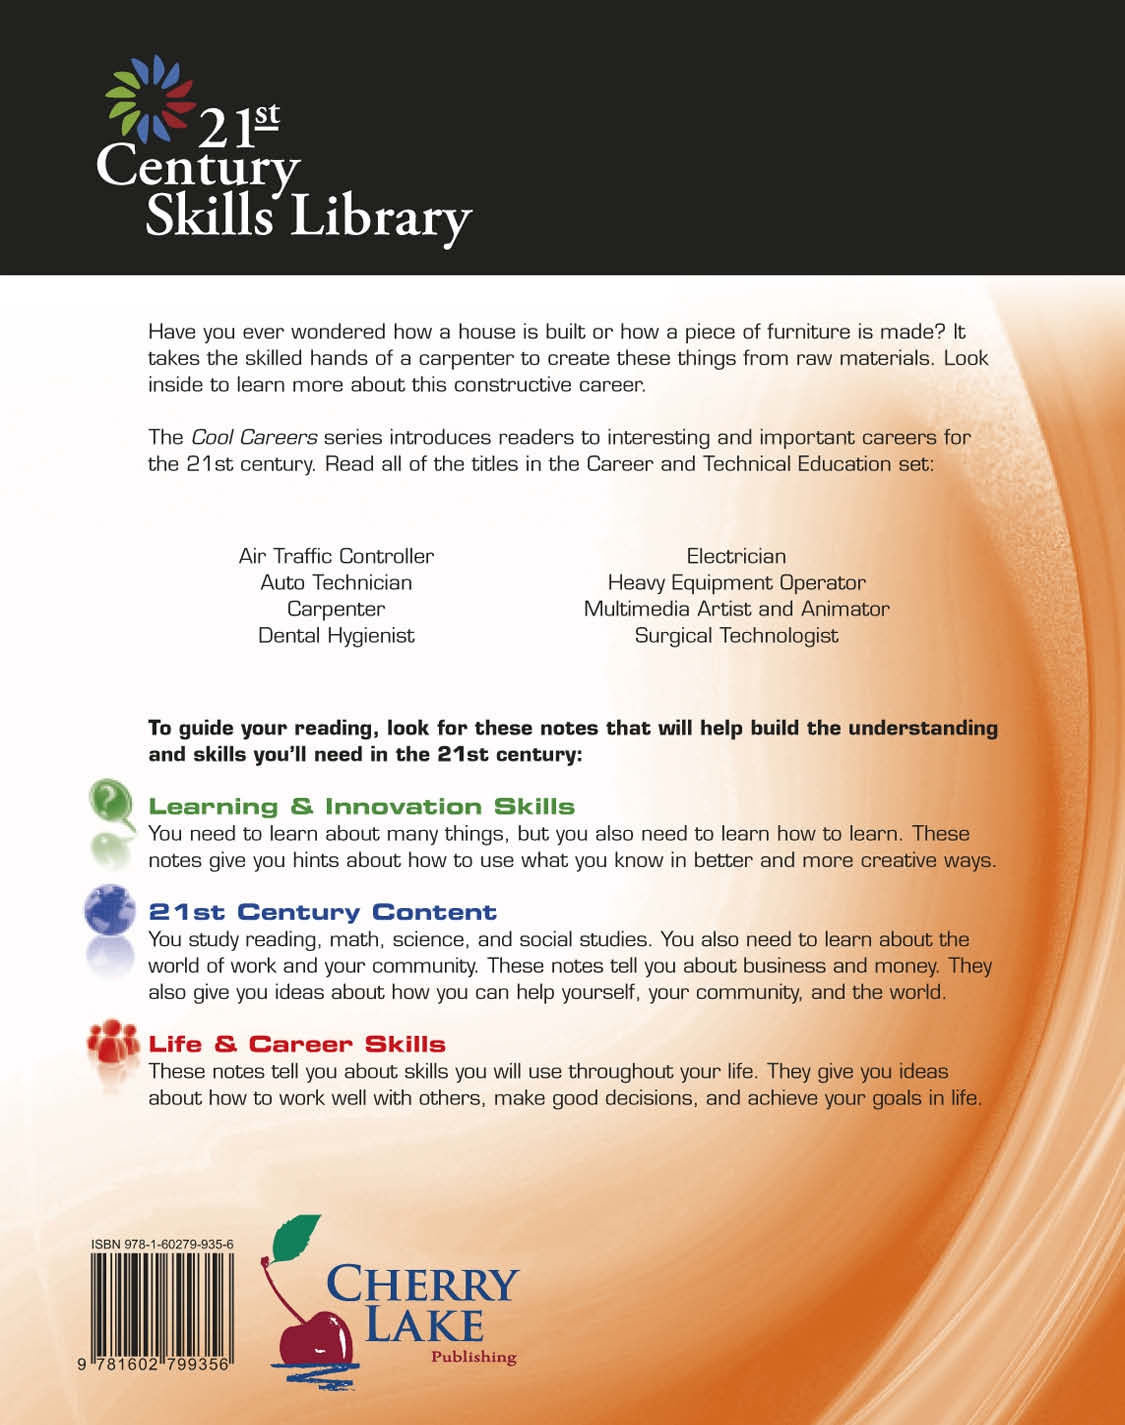 21st
Century
Skills Library
Have you ever wondered how a house is built or how a piece of furniture is made? It
takes the skilled hands of a carpenter to create these things from raw materials. Look
inside to learn more about this constructive career.
The Cool Careers series introduces readers to interesting and important careers for
the 21st century. Read all of the titles in the Career and Technical Education set:
Air Traffic Controller
Auto Technician
Carpenter
Dental Hygienist
Electrician
Heavy Equipment Operator
Multimedia Artist and Animator
Surgical Technologist
To guide your reading, look for these notes that will help build the understanding
and skills you'll need in the 21st century:
?
Learning & Innovation Skills
You need to learn about many things, but you also need to learn how to learn. These
notes give you hints about how to use what you know in better and more creative ways.
21st Century Content
You study reading, math, science, and social studies. You also need to learn about the
world of work and your community. These notes tell you about business and money. They
also give you ideas about how you can help yourself, your community, and the world.
Life & Career Skills
These notes tell you about skills you will use throughout your life. They give you ideas
about how to work well with others, make good decisions, and achieve your goals in life.
ISBN 978-1-60279-935-6
9 781602 799356
CHERRY
LAKE
Publishing